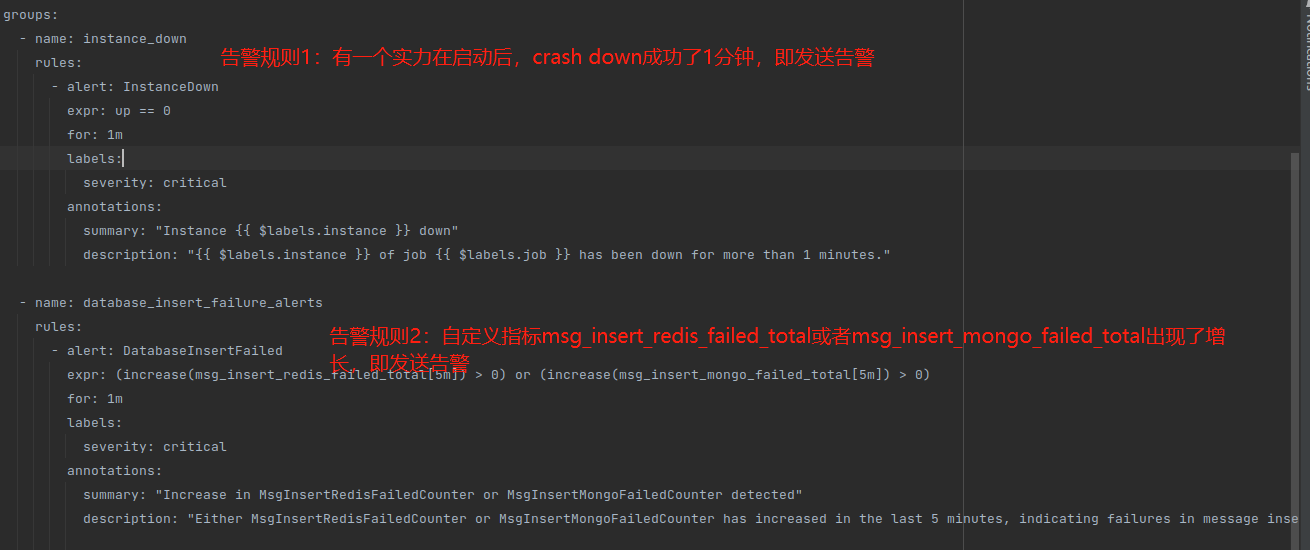 groups:
- name: instance_down
告警规则1：有一个实力在启动后，crash down成功了1分钟，即发送告警
rules:
- alert: InstanceDown
expr: up == 0
for: 1m
labels:
severity: critical
annotations:
summary: "Instance {{ $labels.instance }} down"
description: "{{ $labels.instance }} of job {{ $labels.job }} has been down for more than 1 minutes."
- name: database_insert_failure_alerts
rules:
告警规则2：自定义指标msg_insert_redis_failed_total或者msg_insert_mongo_failed_total出现了增
长，即发送告警
- alert: DatabaseInsertFailed
expr: (increase(msg_insert_redis_failed_total[5m]) > 0) or (increase(msg_insert_mongo_failed_total[5m]) > 0)
for: 1m
labels:
severity: critical
annotations:
summary: "Increase in MsgInsertRedisFailedCounter or MsgInsertMongoFailedCounter detected"
description: "Either MsgInsertRedisFailedCounter or MsgInsertMongoFailedCounter has increased in the last 5 minutes, indicating failures in message inse